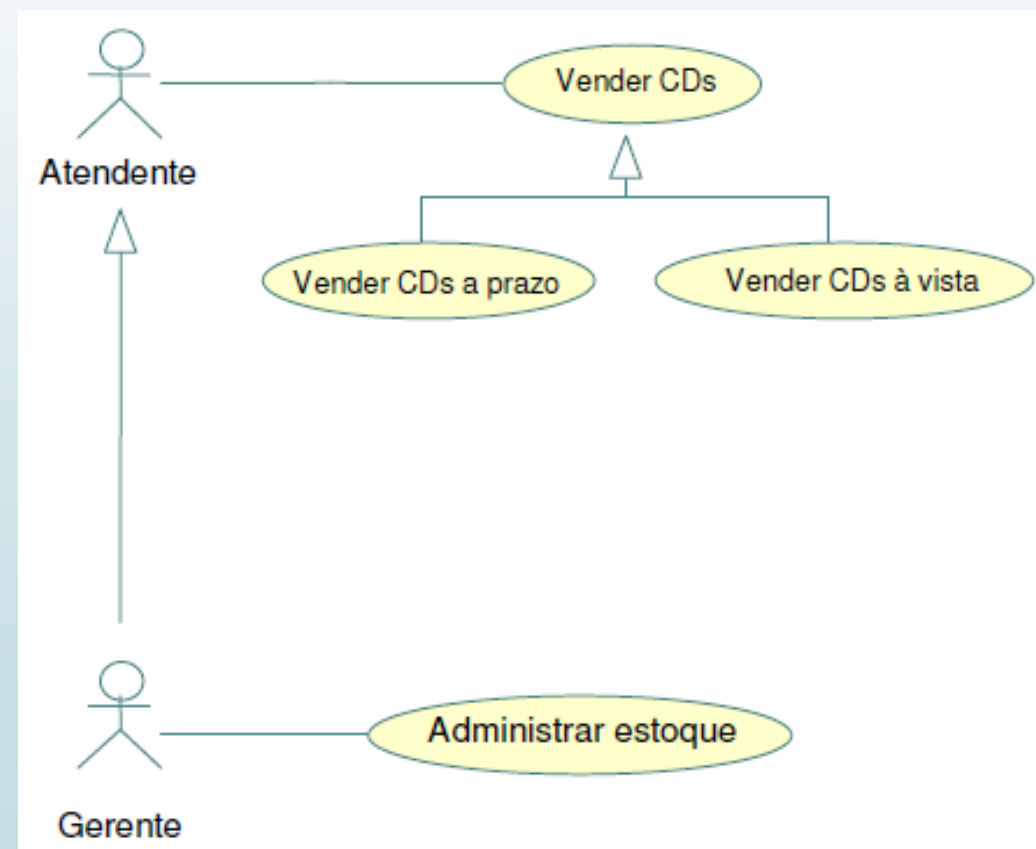 Vender CDs
Atendente
Vender CDs a prazo
Vender CDs à vista
Administrar estoque
Gerente